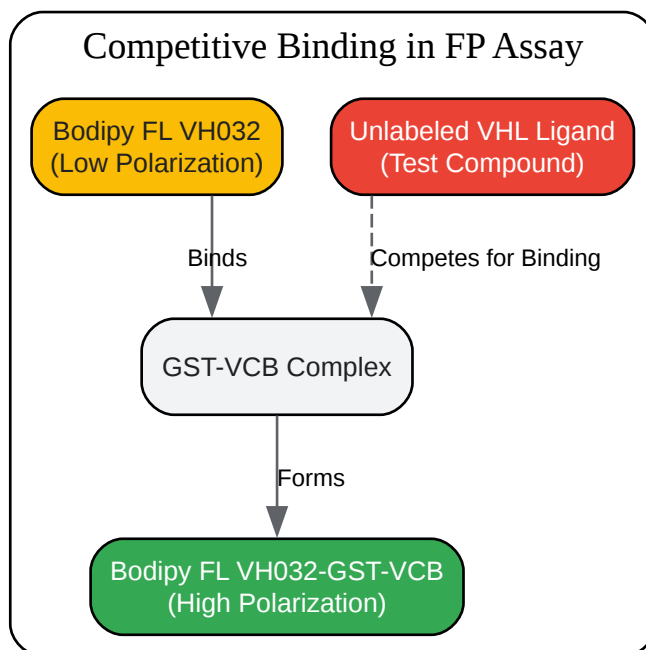 Competitive Binding in FP Assay
Bodipy FL VH032
(Low Polarization)
Unlabeled VHL Ligand
(Test Compound)
Binds
Competes for Binding
GST-VCB Complex
Forms
Bodipy FL VH032-GST-VCB
(High Polarization)